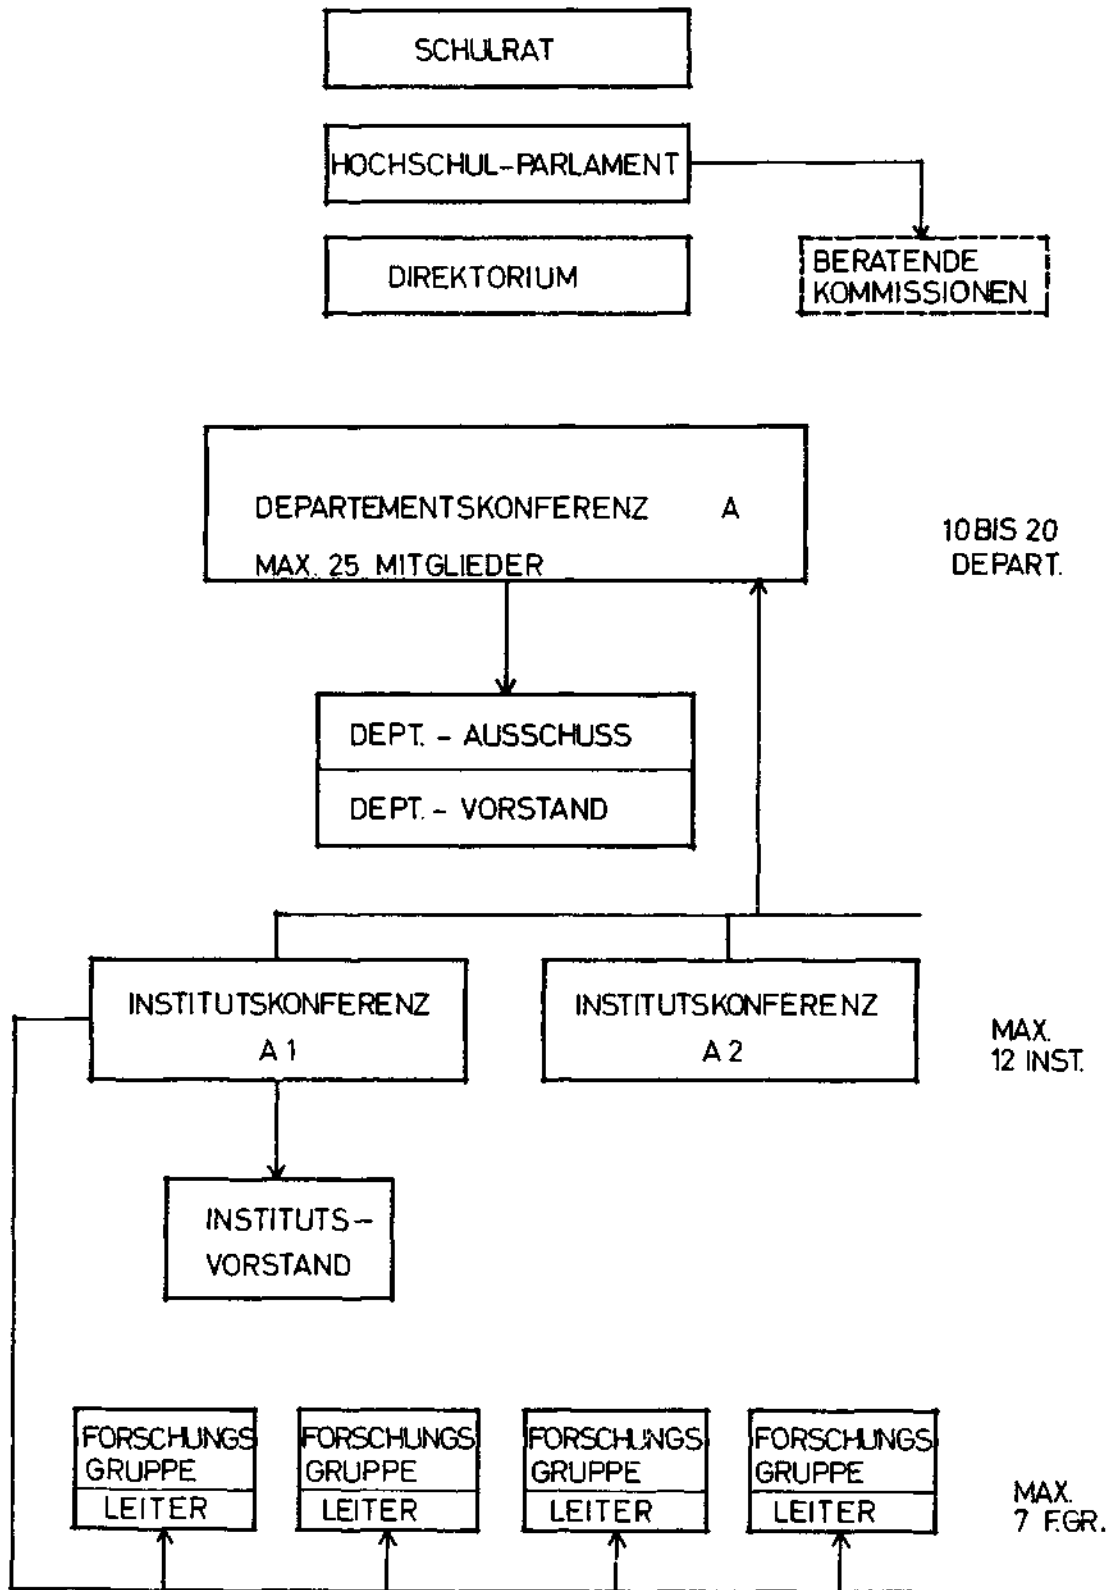 SCHULRAT
HOCHSCHUL-PARLAMENT
DIREKTORIUM
BERATENDE
KOMMISSIONEN
DEPARTEMENTSKONFERENZ A
MAX. 25 MITGLIEDER
10 BIS 20
DEPART.
DEPT. - AUSSCHUSS
DEPT. - VORSTAND
INSTITUTSKONFERENZ
A 1
INSTITUTSKONFERENZ
A 2
MAX.
12 INST.
INSTITUTS-
VORSTAND
FORSCHUNGS
GRUPPE
LEITER
FORSCHUNGS
GRUPPE
LEITER
FORSCHUNGS
GRUPPE
LEITER
FORSCHUNGS
GRUPPE
LEITER
MAX.
7 F.GR.